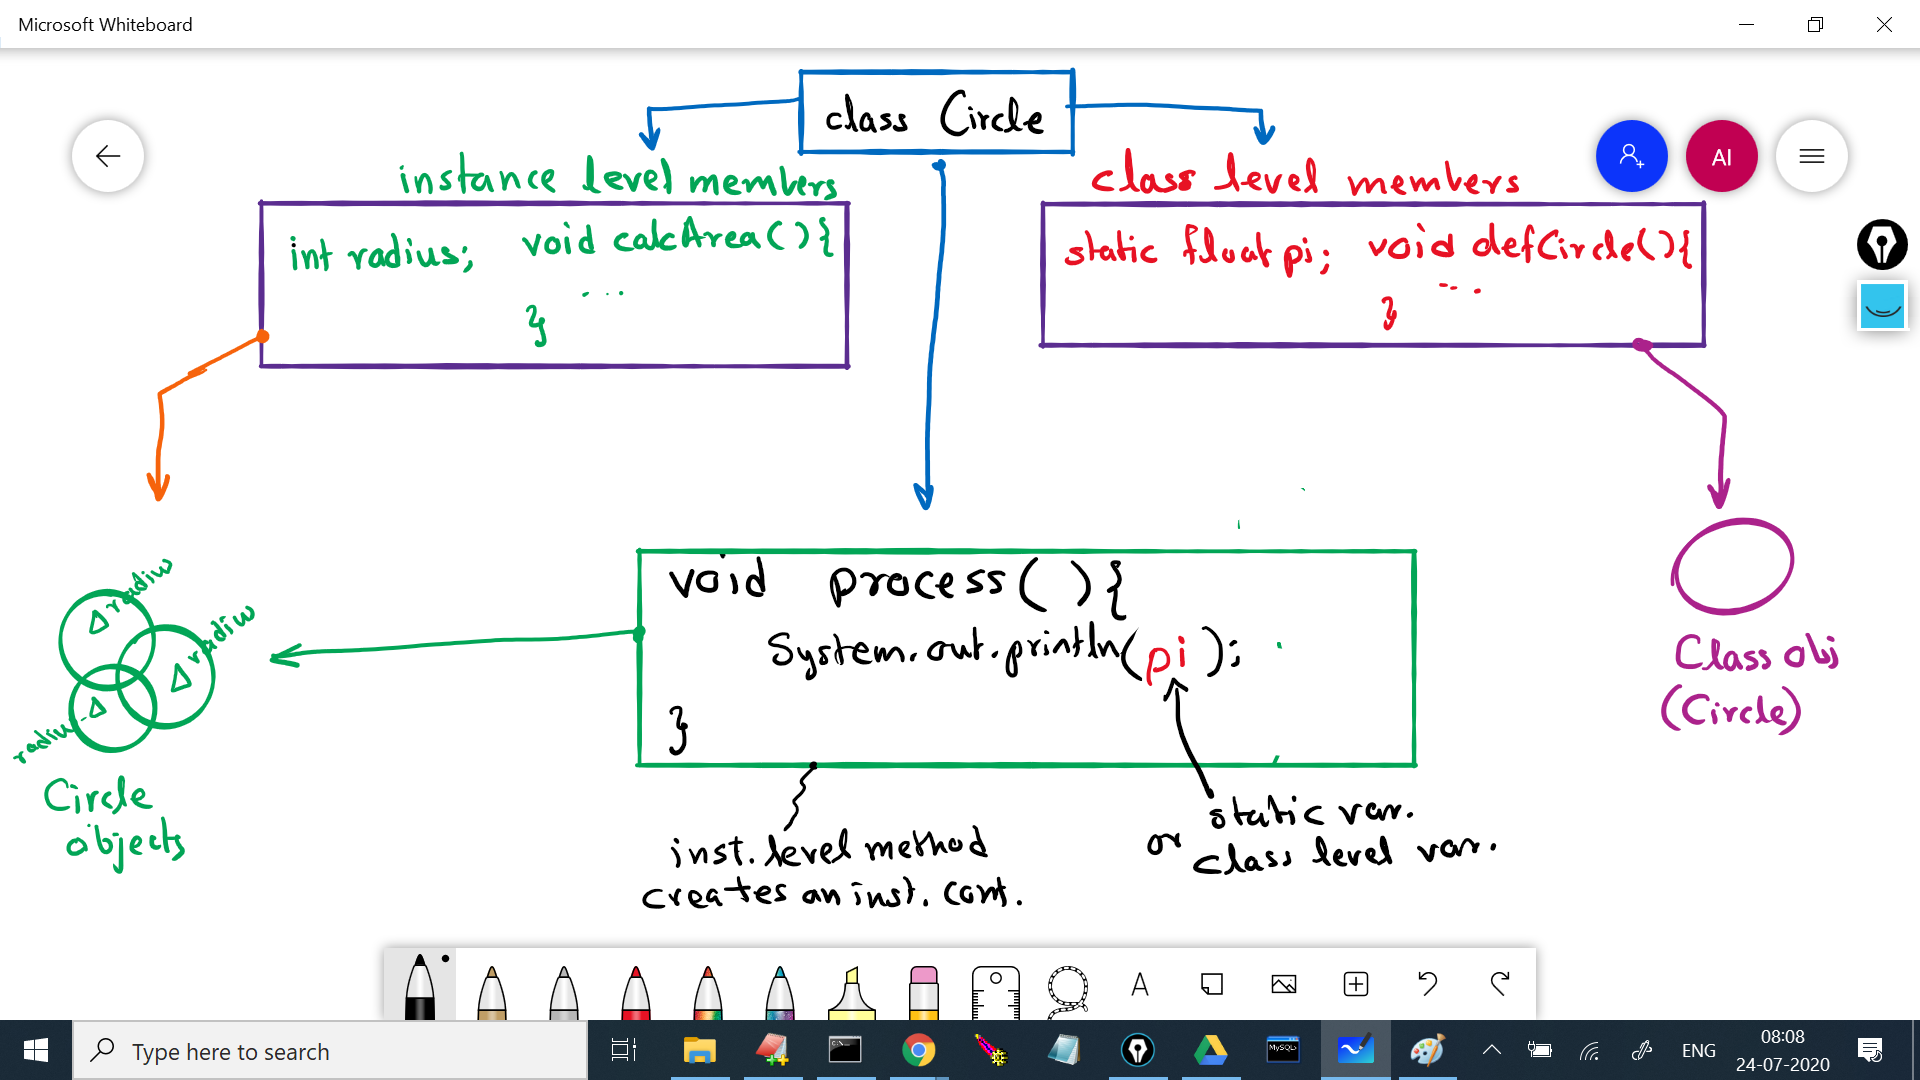 Microsoft Whiteboard
class Circle
AI
instance level members
class level members
int radius; void calcArea(){
...
}
static float pi; void defCircle(){
...
}
radius
radius
radius
Circle
objects
void process(){
System.out.println(pi);
}
Class obj
(Circle)
inst. level method
creates an inst. cont.
static var.
or class level var.
A
Type here to search
C:\
MySQL
ENG
08:08
24-07-2020